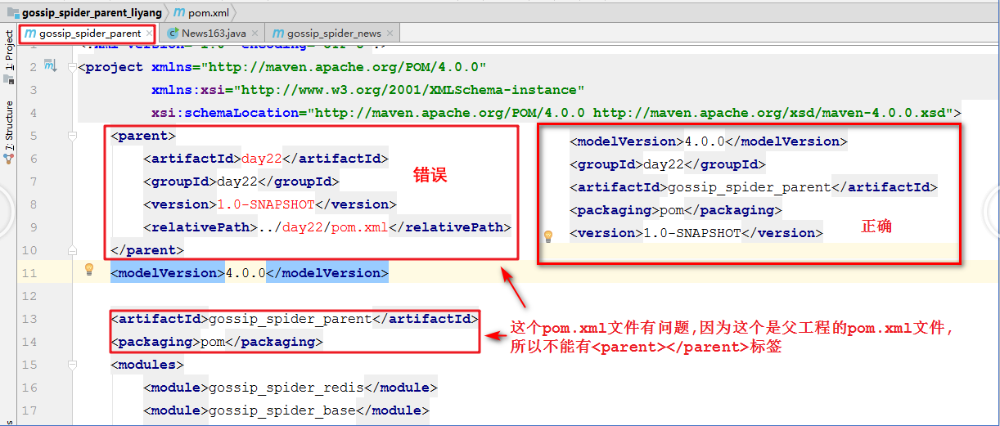 gossip_spider_parent_liyang pom.xml
gossip_spider_parent News163.java gossip_spider_news
1: Project
7: Structure
2 <project xmlns="http://maven.apache.org/POM/4.0.0"
3 xmlns:xsi="http://www.w3.org/2001/XMLSchema-instance"
4 xsi:schemaLocation="http://maven.apache.org/POM/4.0.0 http://maven.apache.org/xsd/maven-4.0.0.xsd">
5 <parent>
6 <artifactId>day22</artifactId>
7 <groupId>day22</groupId>
8 <version>1.0-SNAPSHOT</version>
9 <relativePath>../day22/pom.xml</relativePath>
10 </parent>
错误
<modelVersion>4.0.0</modelVersion>
<groupId>day22</groupId>
<artifactId>gossip_spider_parent</artifactId>
<packaging>pom</packaging>
<version>1.0-SNAPSHOT</version>
正确
11 <modelVersion>4.0.0</modelVersion>
12
13 <artifactId>gossip_spider_parent</artifactId>
14 <packaging>pom</packaging>
这个pom.xml文件有问题,因为这个是父工程的pom.xml文件,
所以不能有<parent></parent>标签
15 <modules>
16 <module>gossip_spider_redis</module>
17 <module>gossip_spider_base</module>